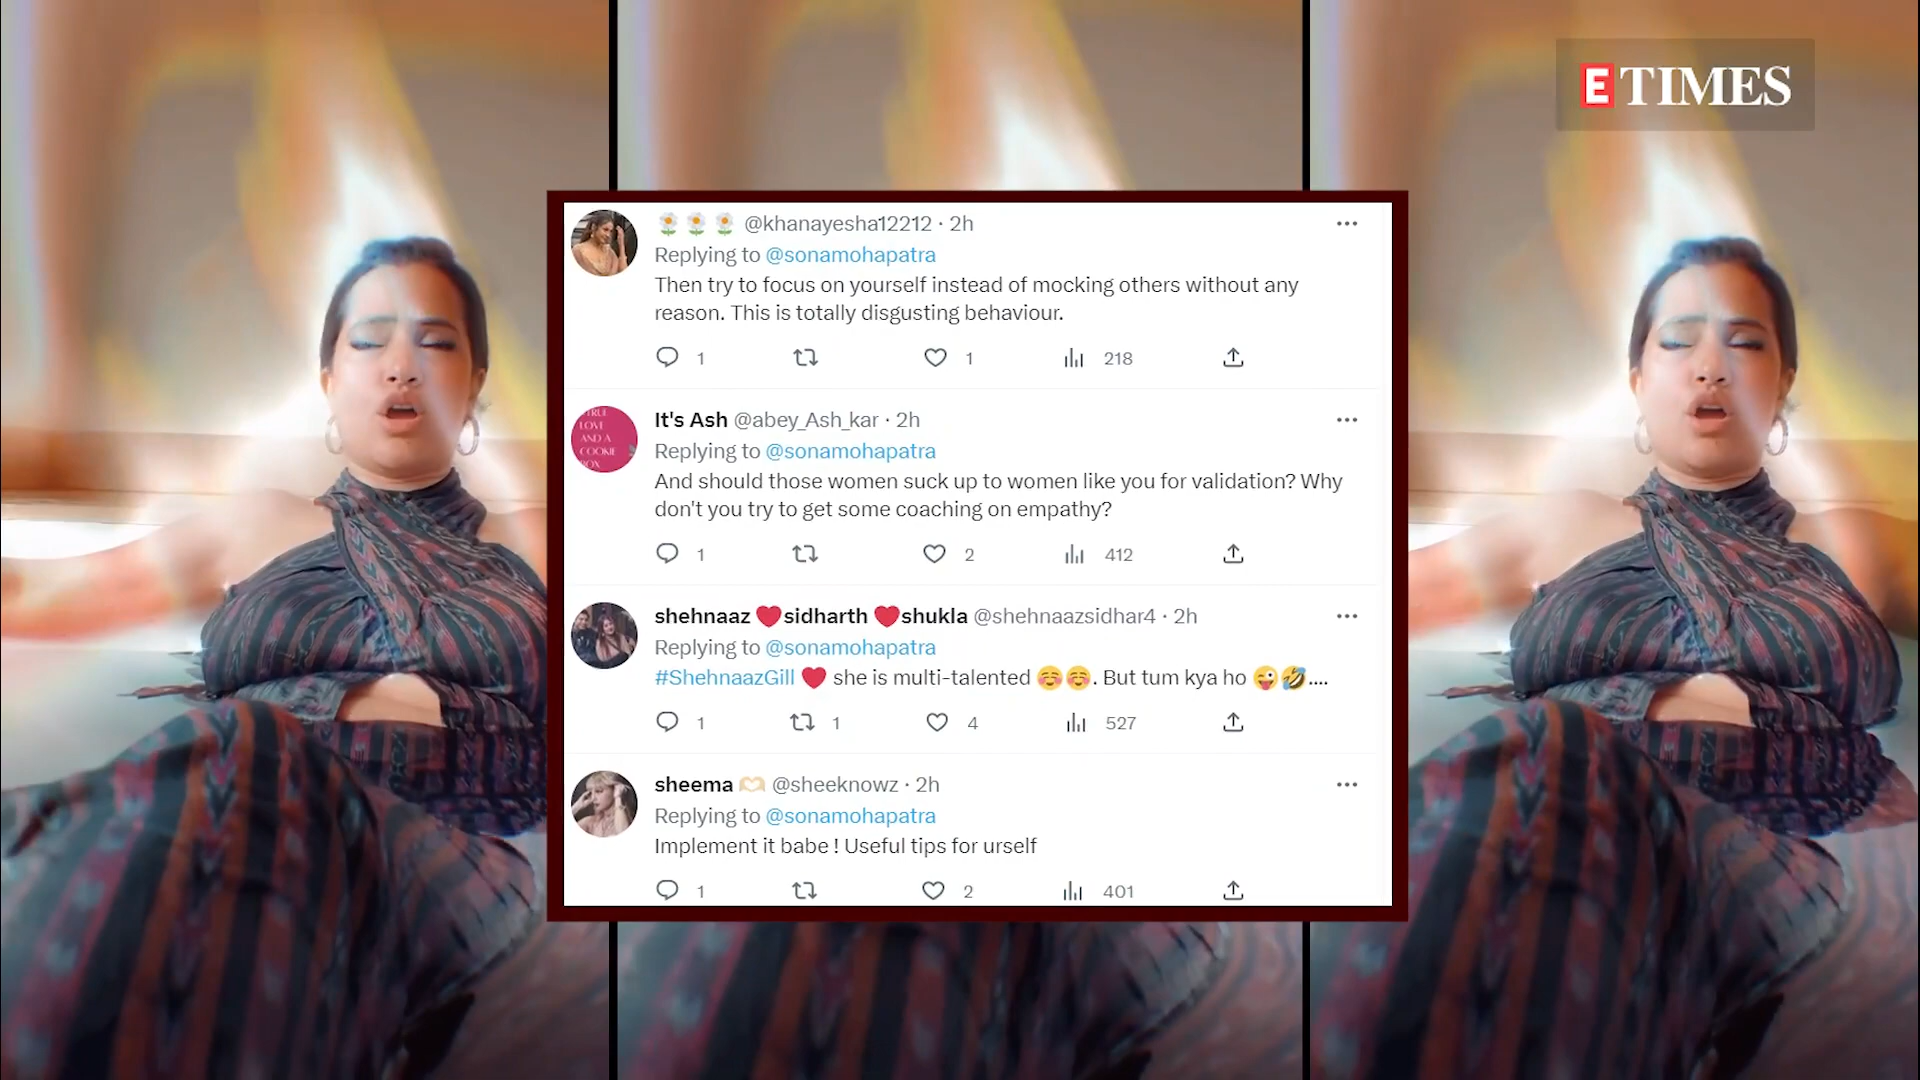 ETIMES
🌼🌼🌼 @khanayesha12212 · 2h
Replying to @sonamohapatra
Then try to focus on yourself instead of mocking others without any
reason. This is totally disgusting behaviour.
1 1 218
TRUE
LOVE
AND A
COOKIE
BOX
It's Ash @abey_Ash_kar · 2h
Replying to @sonamohapatra
And should those women suck up to women like you for validation? Why
don't you try to get some coaching on empathy?
1 2 412
shehnaaz ❤️sidharth ❤️shukla @shehnaazsidhar4 · 2h
Replying to @sonamohapatra
#ShehnaazGill ❤️ she is multi-talented ☺️☺️. But tum kya ho 😜🤣....
1 1 4 527
sheema 🫶🏼 @sheeknowz · 2h
Replying to @sonamohapatra
Implement it babe ! Useful tips for urself
1 2 401